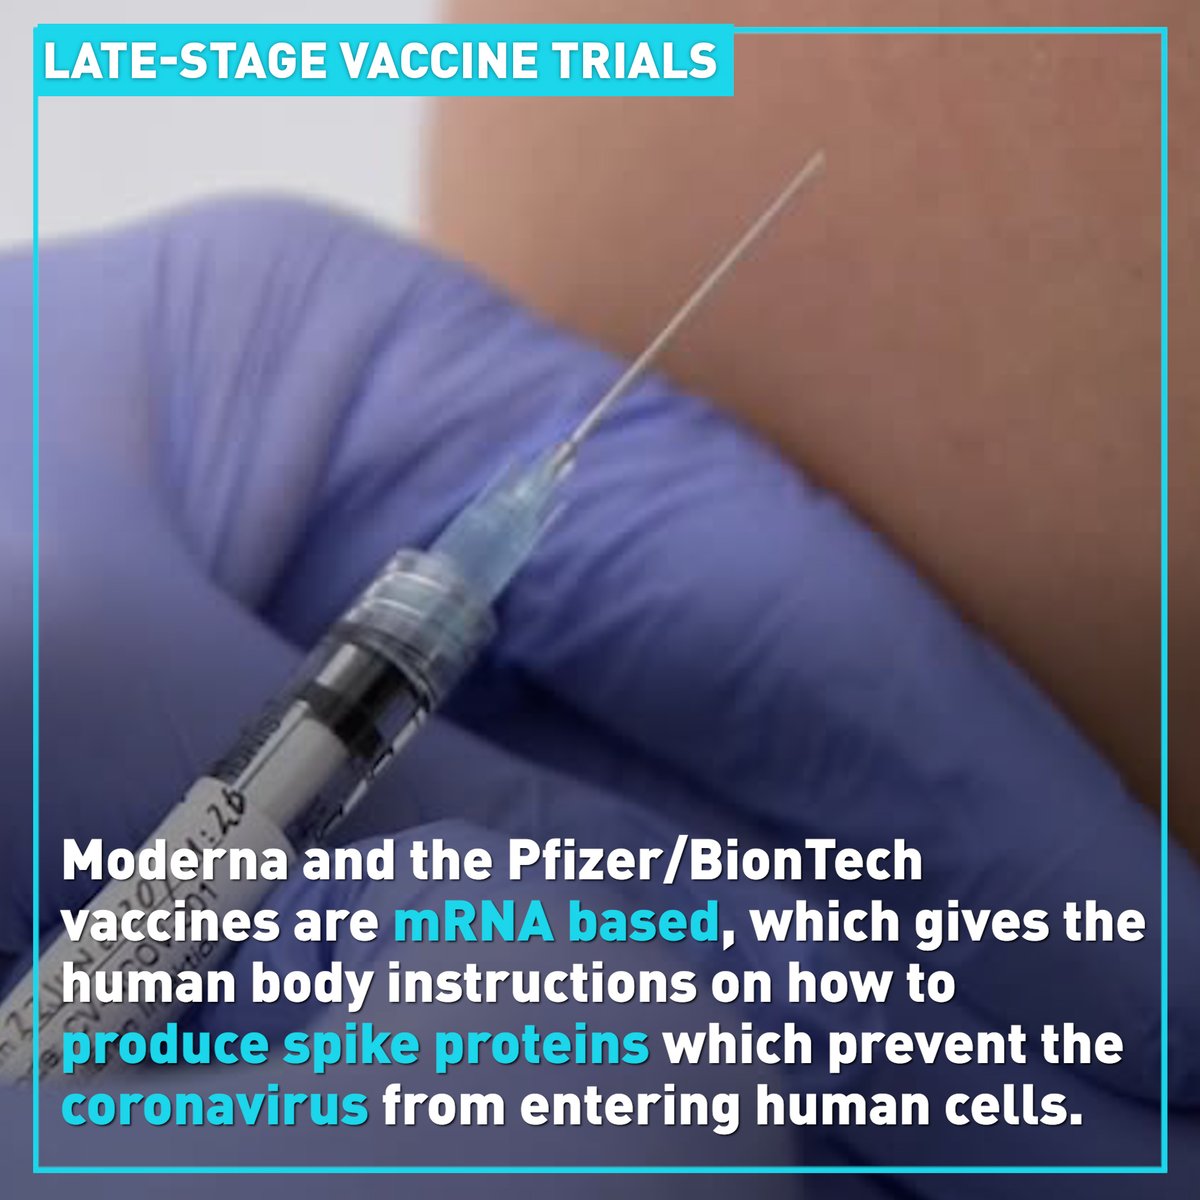 LATE-STAGE VACCINE TRIALS
Moderna and the Pfizer/BionTech
vaccines are mRNA based, which gives the
human body instructions on how to
produce spike proteins which prevent the
coronavirus from entering human cells.